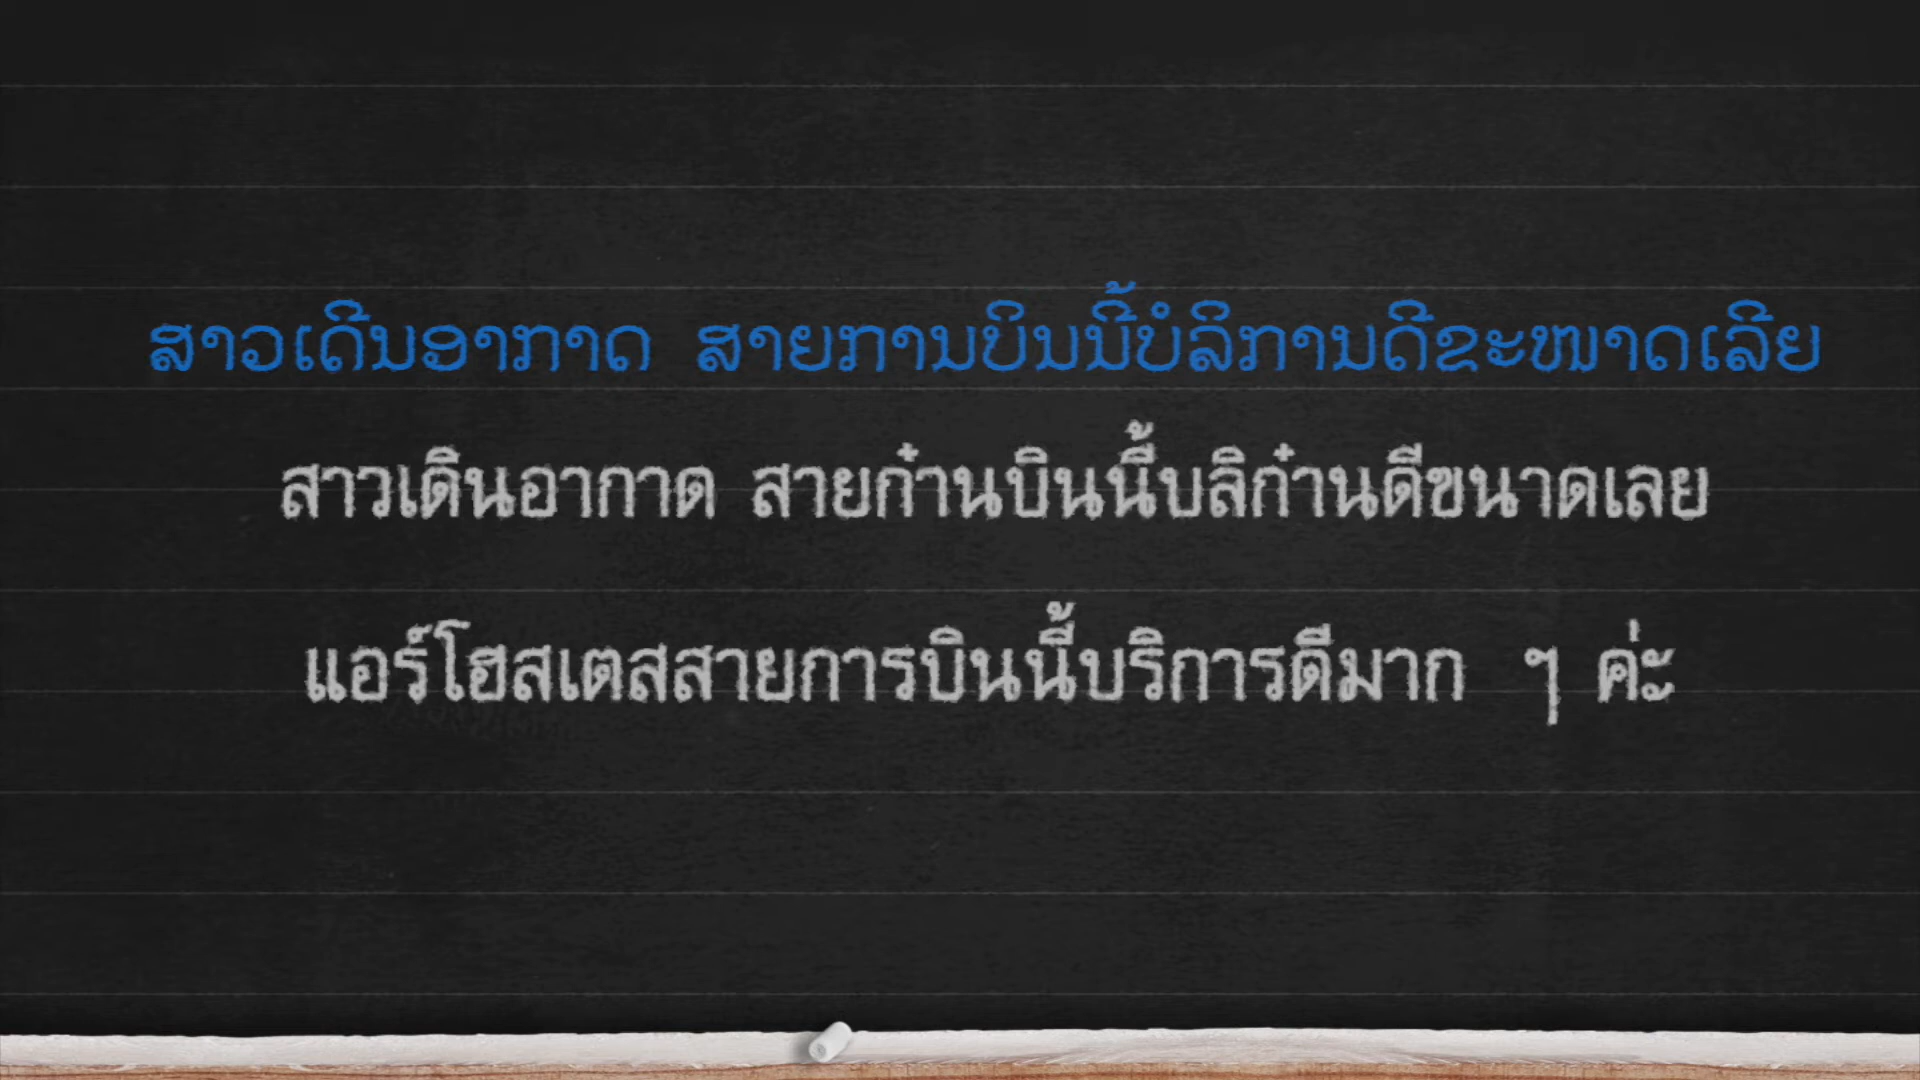 ສາວເດີນອາກາດ ສາຍການບິນນີ້ບໍລິການດີຂະໜາດເລີຍ
สาวเดินอากาด สายก๋านบินนี้บลิก๋านดีขนาดเลย
แอร์โฮสเตสสายการบินนี้บริการดีมาก ๆ ค่ะ